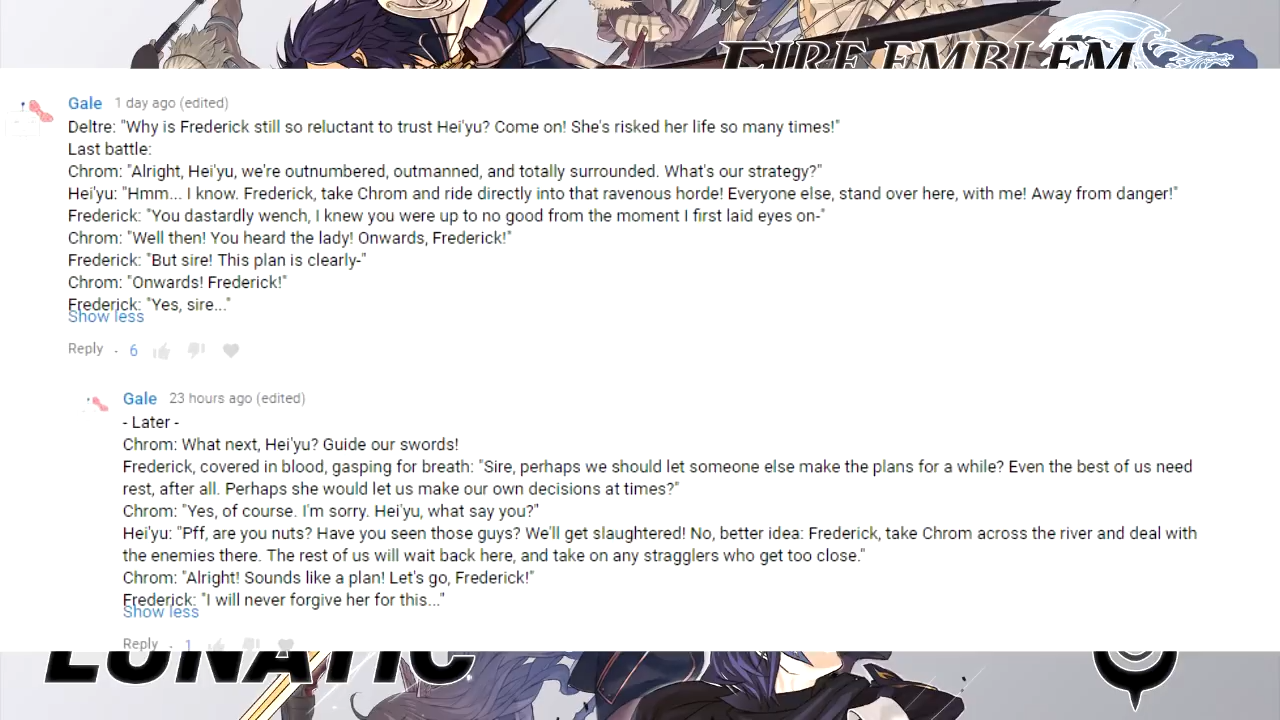 FIRE EMBLEM
Gale 1 day ago (edited)
Deltre: "Why is Frederick still so reluctant to trust Hei'yu? Come on! She's risked her life so many times!"
Last battle:
Chrom: "Alright, Hei'yu, we're outnumbered, outmanned, and totally surrounded. What's our strategy?"
Hei'yu: "Hmm... I know. Frederick, take Chrom and ride directly into that ravenous horde! Everyone else, stand over here, with me! Away from danger!"
Frederick: "You dastardly wench, I knew you were up to no good from the moment I first laid eyes on-"
Chrom: "Well then! You heard the lady! Onwards, Frederick!"
Frederick: "But sire! This plan is clearly-"
Chrom: "Onwards! Frederick!"
Frederick: "Yes, sire..."
Show less
Reply · 6
Gale 23 hours ago (edited)
- Later -
Chrom: What next, Hei'yu? Guide our swords!
Frederick, covered in blood, gasping for breath: "Sire, perhaps we should let someone else make the plans for a while? Even the best of us need
rest, after all. Perhaps she would let us make our own decisions at times?"
Chrom: "Yes, of course. I'm sorry. Hei'yu, what say you?"
Hei'yu: "Pff, are you nuts? Have you seen those guys? We'll get slaughtered! No, better idea: Frederick, take Chrom across the river and deal with
the enemies there. The rest of us will wait back here, and take on any stragglers who get too close."
Chrom: "Alright! Sounds like a plan! Let's go, Frederick!"
Frederick: "I will never forgive her for this..."
Show less
Reply · 1
LUNATIC